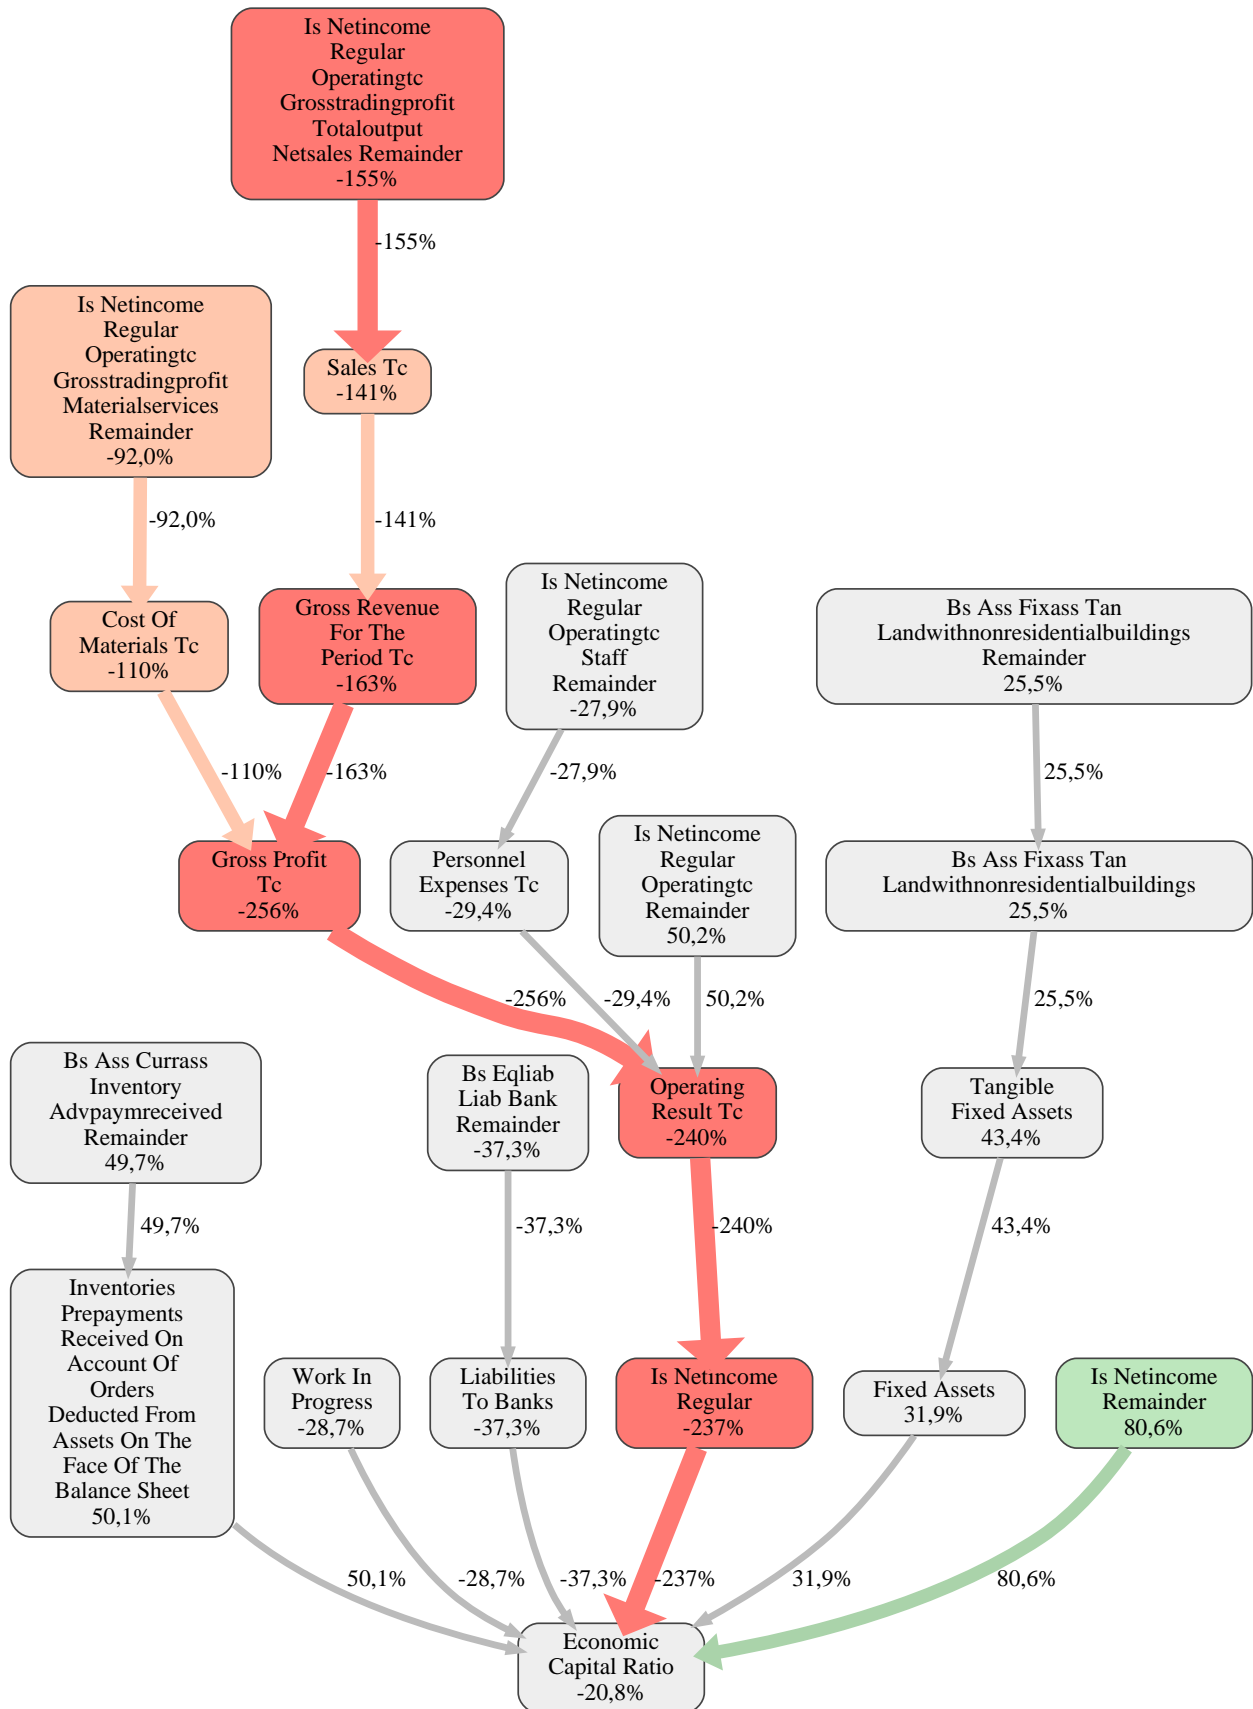 Is Netincome
Regular
Operatingtc
Grosstradingprofit
Totaloutput
Netsales Remainder
-155%
-155%
Is Netincome
Regular
Operatingtc
Grosstradingprofit
Materialservices
Remainder
-92,0%
Sales Tc
-141%
-92,0%
-141%
Cost Of
Materials Tc
-110%
Gross Revenue
For The
Period Tc
-163%
Is Netincome
Regular
Operatingtc
Staff
Remainder
-27,9%
Bs Ass Fixass Tan
Landwithnonresidentialbuildings
Remainder
25,5%
-110%
-163%
-27,9%
25,5%
Gross Profit
Tc
-256%
Personnel
Expenses Tc
-29,4%
Is Netincome
Regular
Operatingtc
Remainder
50,2%
Bs Ass Fixass Tan
Landwithnonresidentialbuildings
25,5%
-256%
-29,4%
50,2%
25,5%
Bs Ass Currass
Inventory
Advpaymreceived
Remainder
49,7%
Bs Eqliab
Liab Bank
Remainder
-37,3%
Operating
Result Tc
-240%
Tangible
Fixed Assets
43,4%
49,7%
-37,3%
-240%
43,4%
Inventories
Prepayments
Received On
Account Of
Orders
Deducted From
Assets On The
Face Of The
Balance Sheet
50,1%
Work In
Progress
-28,7%
Liabilities
To Banks
-37,3%
Is Netincome
Regular
-237%
Fixed Assets
31,9%
Is Netincome
Remainder
80,6%
50,1%
-28,7%
-37,3%
-237%
31,9%
80,6%
Economic
Capital Ratio
-20,8%